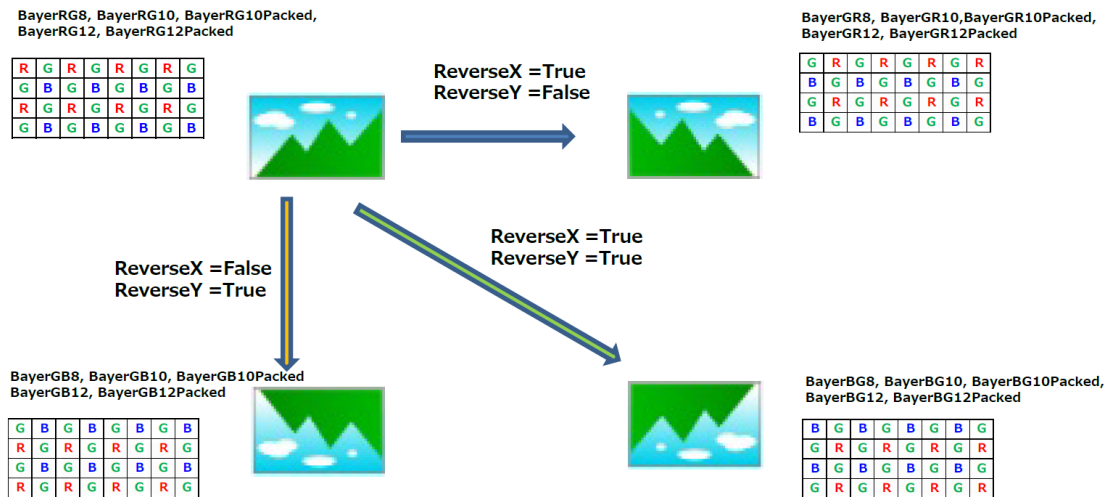 BayerRG8, BayerRG10, BayerRG10Packed,
BayerRG12, BayerRG12Packed
R G R G R G R G
G B G B G B G B
R G R G R G R G
G B G B G B G B
ReverseX =True
ReverseY =False
BayerGR8, BayerGR10,BayerGR10Packed,
BayerGR12, BayerGR12Packed
G R G R G R G R
B G B G B G B G
G R G R G R G R
B G B G B G B G
ReverseX =False
ReverseY =True
ReverseX =True
ReverseY =True
BayerGB8, BayerGB10, BayerGB10Packed
BayerGB12, BayerGB12Packed
G B G B G B G B
R G R G R G R G
G B G B G B G B
R G R G R G R G
BayerBG8, BayerBG10, BayerBG10Packed,
BayerBG12, BayerBG12Packed
B G B G B G B G
G R G R G R G R
B G B G B G B G
G R G R G R G R